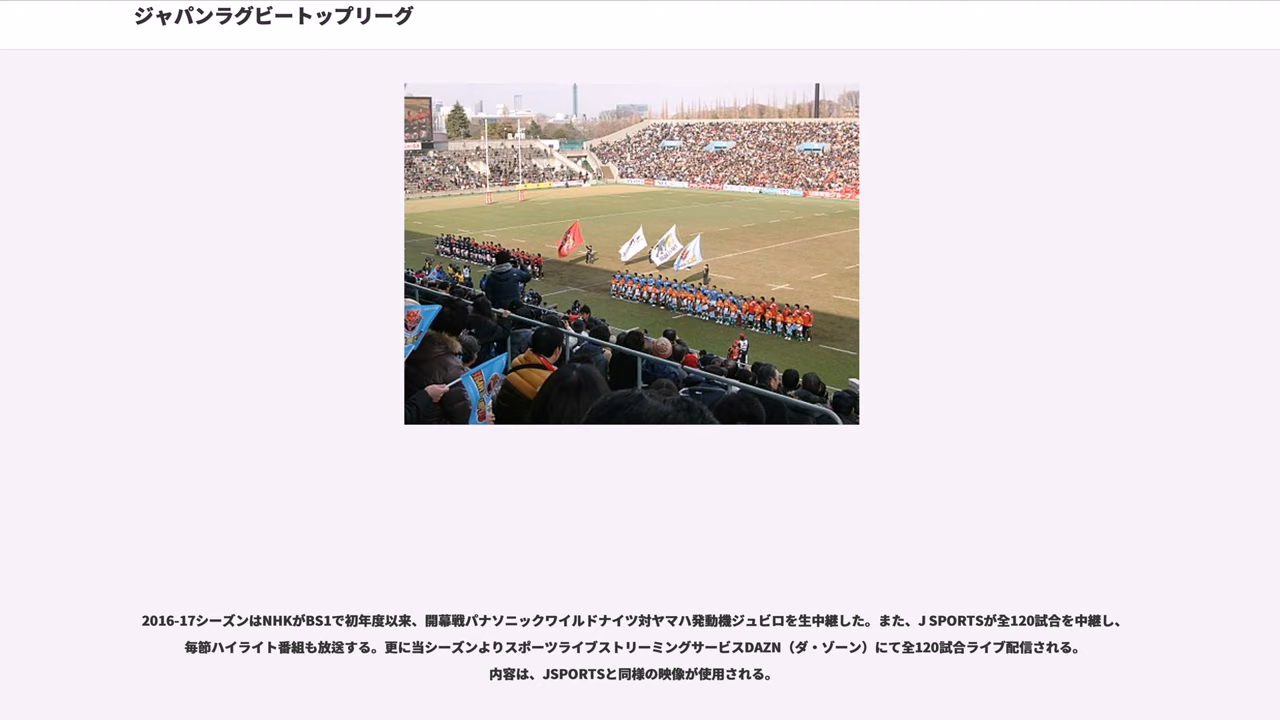 ジャパンラグビートップリーグ
2016-17シーズンはNHKがBS1で初年度以来、開幕戦パナソニックワイルドナイツ対ヤマハ発動機ジュビロを生中継した。また、J SPORTSが全120試合を中継し、
毎節ハイライト番組も放送する。更に当シーズンよりスポーツライブストリーミングサービスDAZN（ダ・ゾーン）にて全120試合ライブ配信される。
内容は、JSPORTSと同様の映像が使用される。